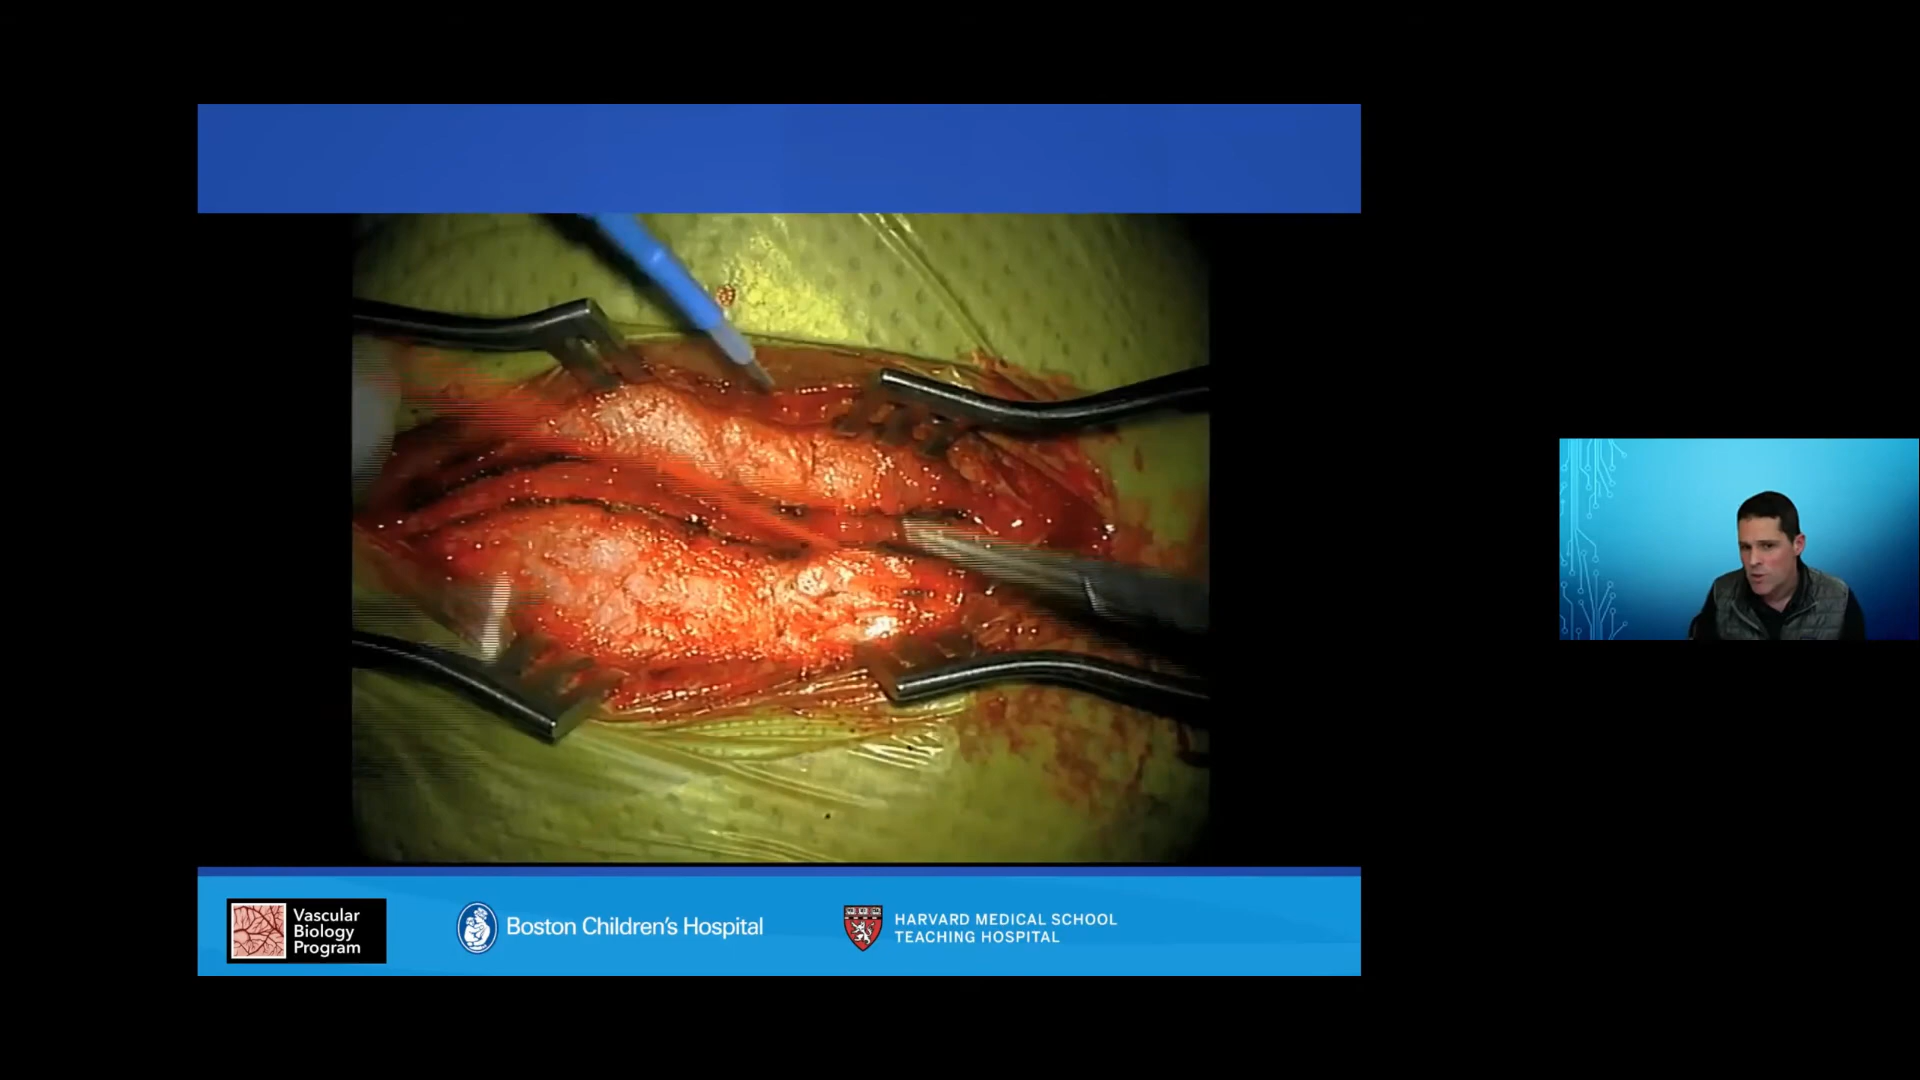 Vascular
Biology
Program
Boston Children's Hospital
HARVARD MEDICAL SCHOOL
TEACHING HOSPITAL